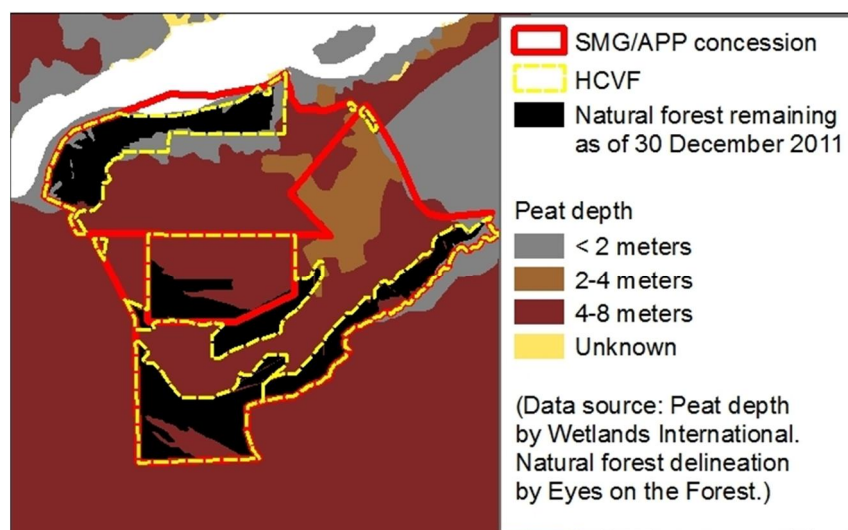 SMG/APP concession
HCVF
Natural forest remaining
as of 30 December 2011
Peat depth
< 2 meters
2-4 meters
4-8 meters
Unknown
(Data source: Peat depth
by Wetlands International.
Natural forest delineation
by Eyes on the Forest.)